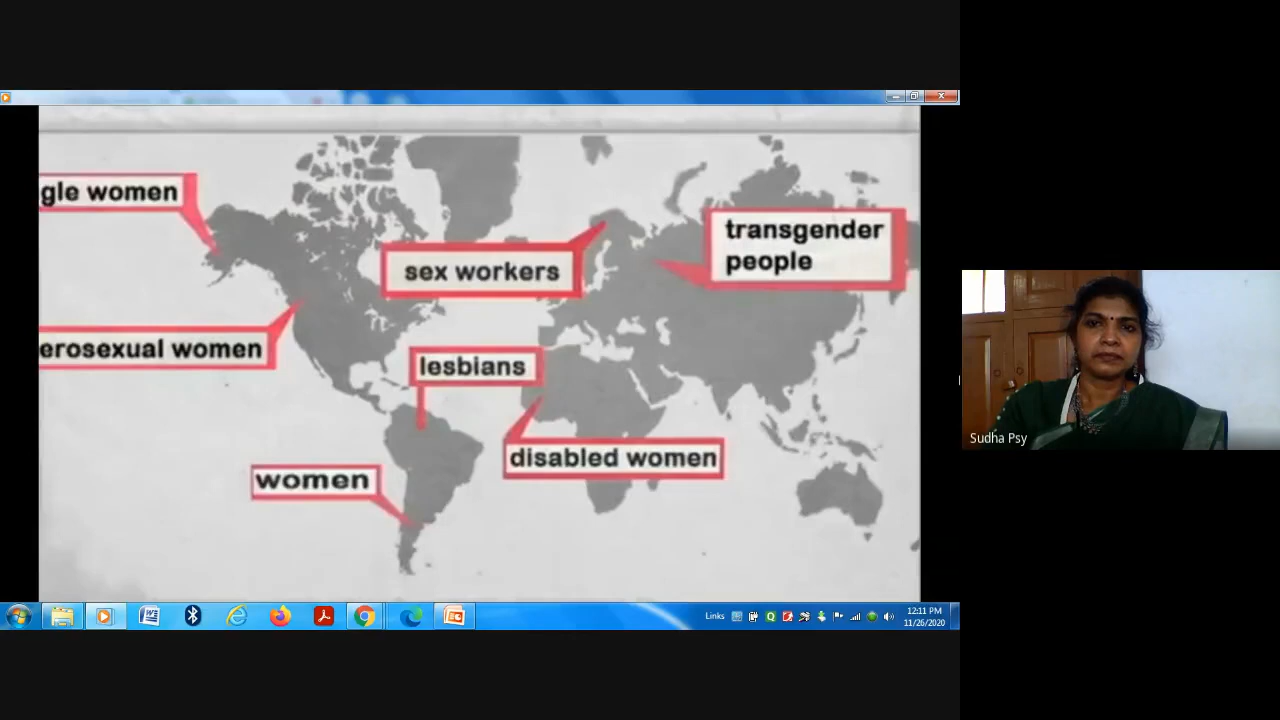 gle women
transgender
people
sex workers
erosexual women
lesbians
disabled women
women
Sudha Psy
Links
12:11 PM
11/26/2020